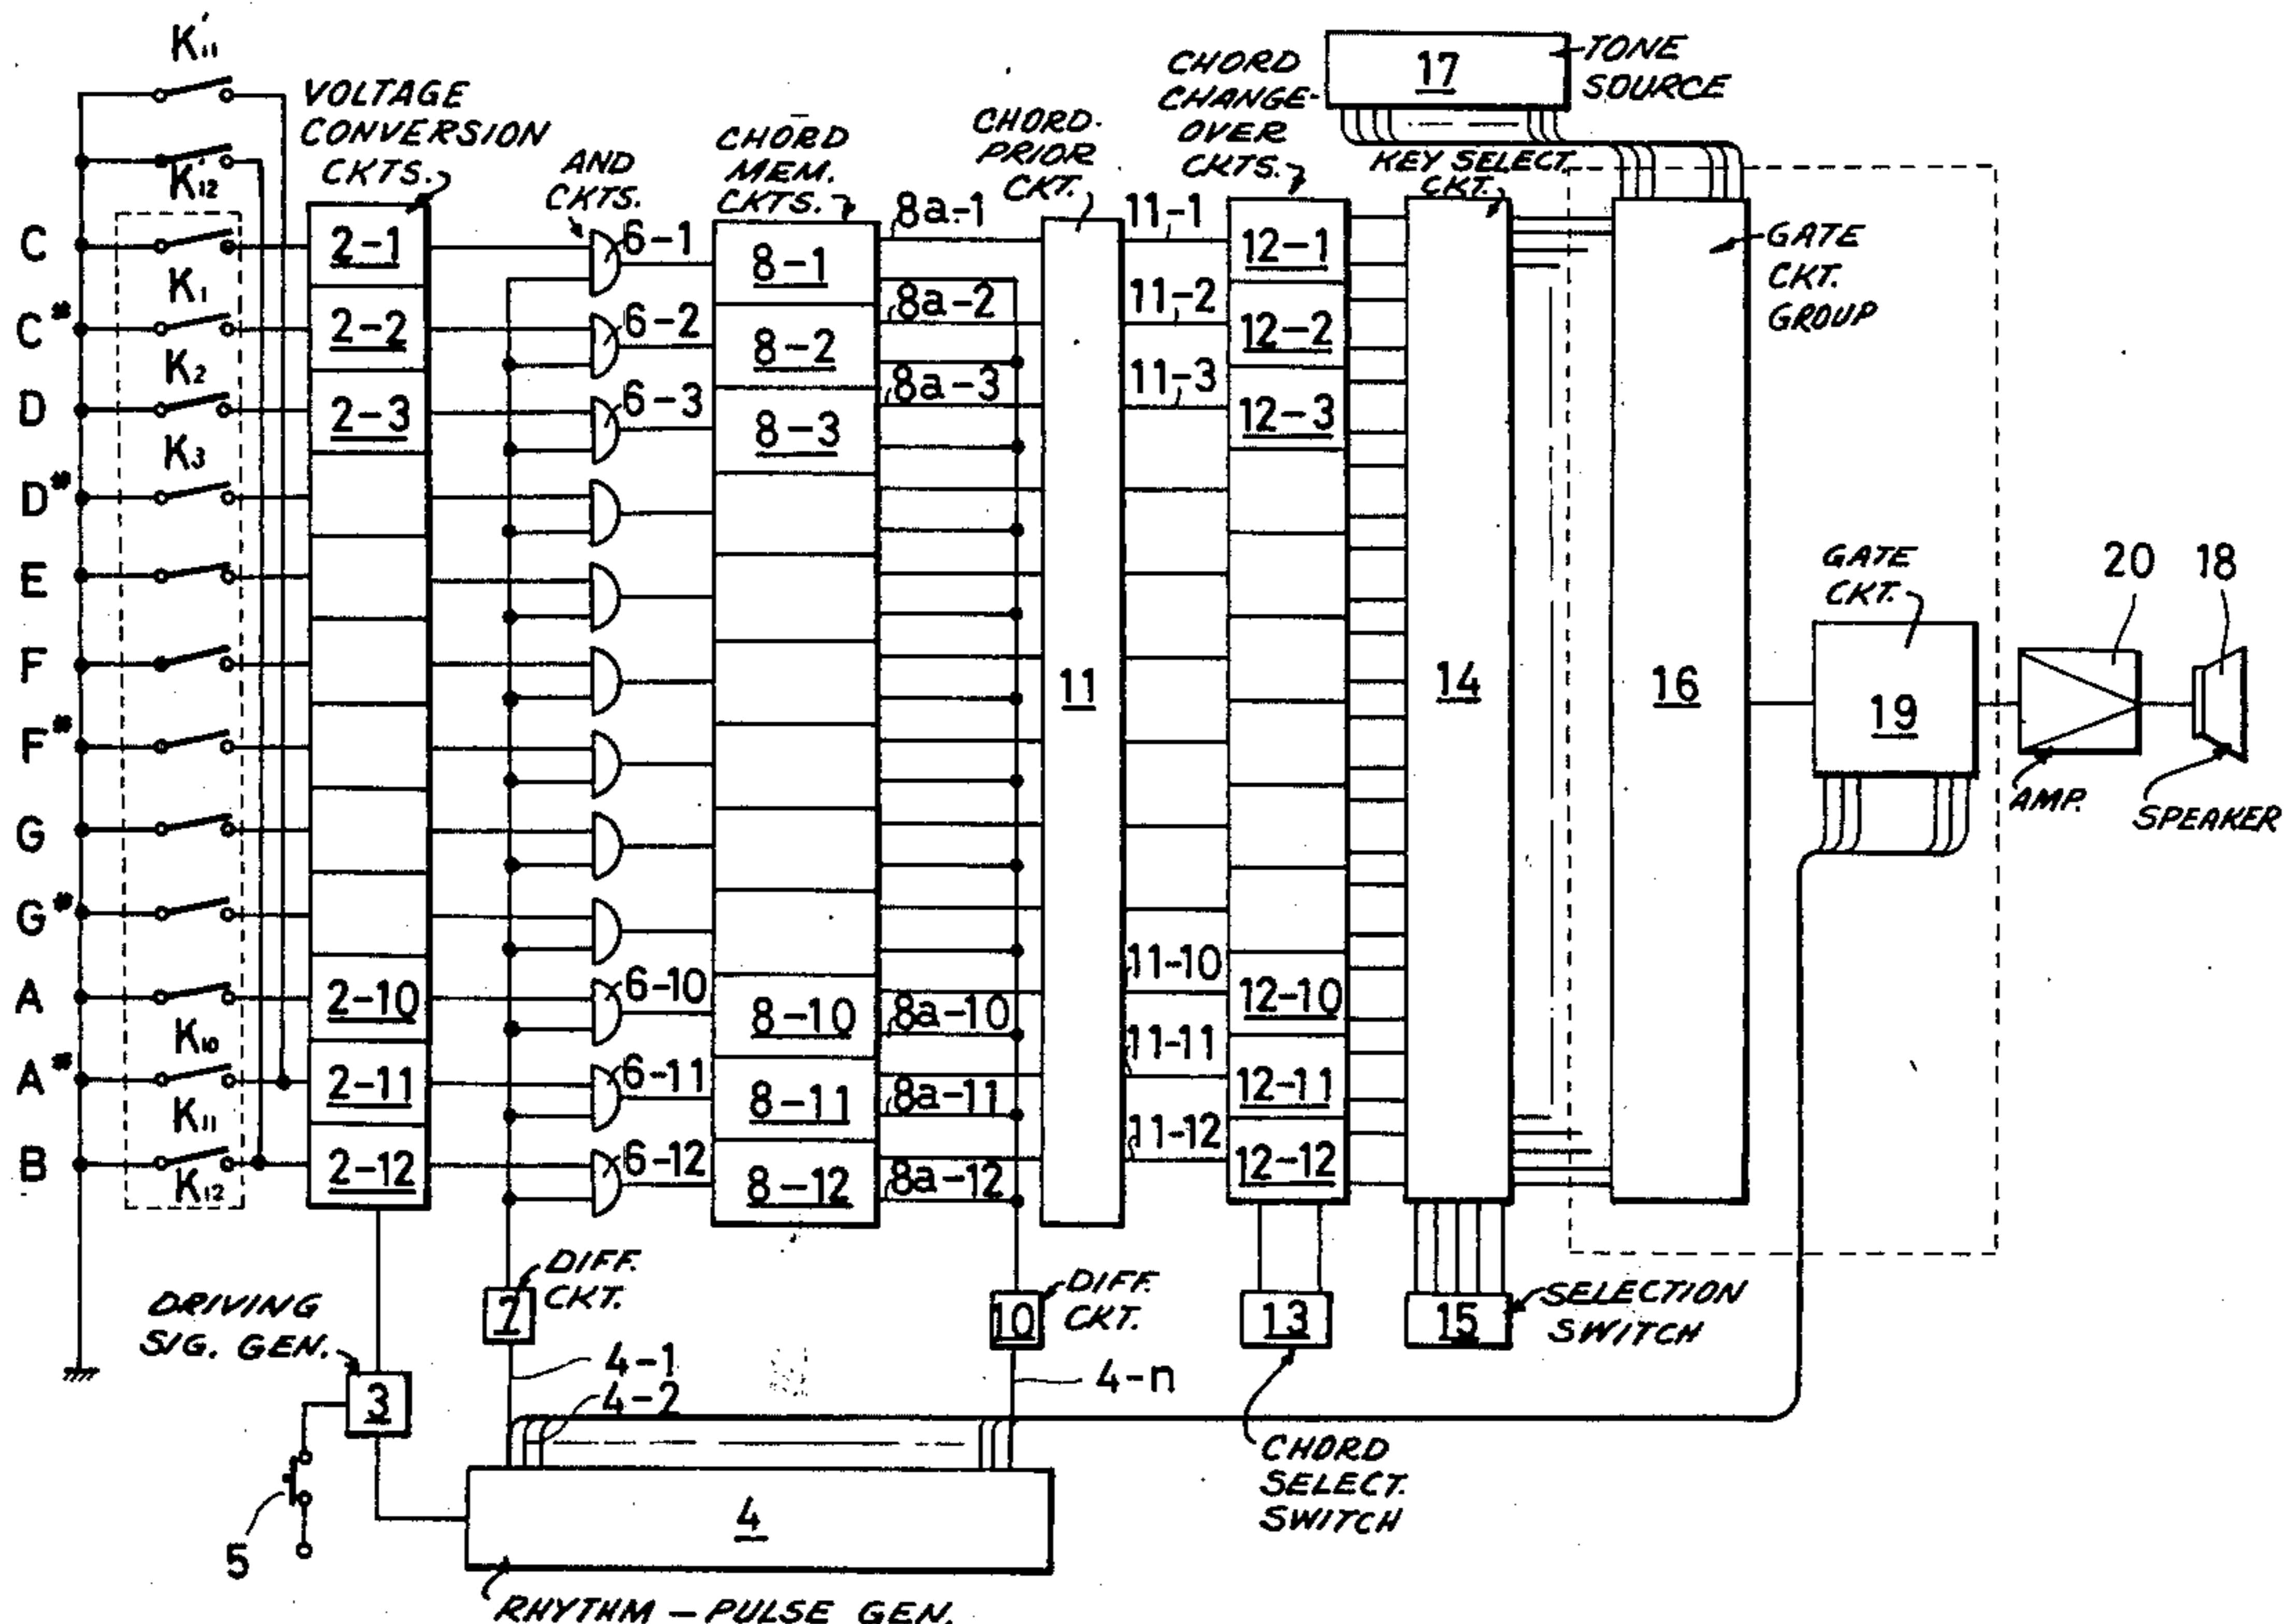 K'11
VOLTAGE
CONVERSION
CKTS.
K'12
AND
CKTS.
CHORD
MEM.
CKTS.
CHORD-
PRIOR
CKT.
CHORD
CHANGE-
OVER
CKTS.
17
TONE
SOURCE
KEY SELECT.
CKT.
GATE
CKT.
GROUP
C
C#
D
D#
E
F
F#
G
G#
A
A#
B
K1
K2
K3
K10
K11
K12
2-1
2-2
2-3
2-10
2-11
2-12
6-1
6-2
6-3
6-10
6-11
6-12
8-1
8-2
8-3
8-10
8-11
8-12
8a-1
8a-2
8a-3
8a-10
8a-11
8a-12
11
11-1
11-2
11-3
11-10
11-11
11-12
12-1
12-2
12-3
12-10
12-11
12-12
14
16
GATE
CKT.
19
20
18
AMP.
SPEAKER
DRIVING
SIG. GEN.
3
5
7
DIFF.
CKT.
10
DIFF.
CKT.
13
15
SELECTION
SWITCH
4-1
4-2
4-n
CHORD
SELECT.
SWITCH
4
RHYTHM - PULSE GEN.